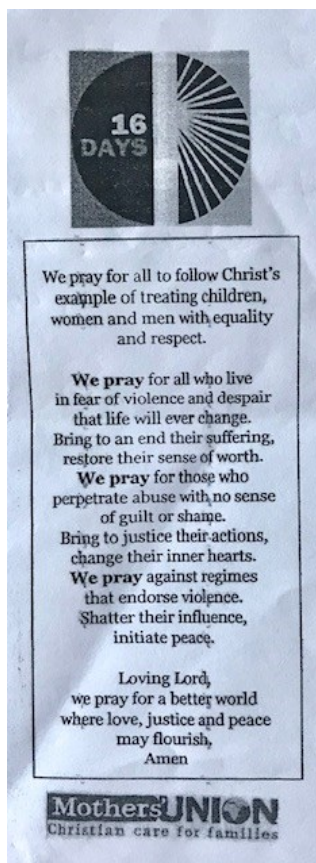 16
DAYS
We pray for all to follow Christ's
example of treating children,
women and men with equality
and respect.
We pray for all who live
in fear of violence and despair
that life will ever change.
Bring to an end their suffering,
restore their sense of worth.
We pray for those who
perpetrate abuse with no sense
of guilt or shame.
Bring to justice their actions,
change their inner hearts.
We pray against regimes
that endorse violence.
Shatter their influence,
initiate peace.
Loving Lord,
we pray for a better world
where love, justice and peace
may flourish,
Amen
Mothers' UNION
Christian care for families